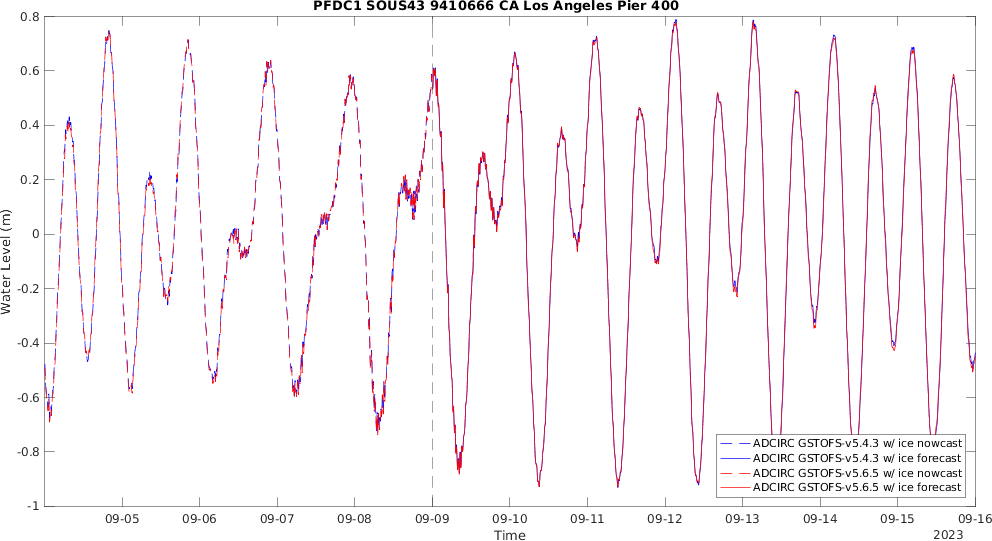 PFDC1 SOUS43 9410666 CA Los Angeles Pier 400
0.8
0.6
0.4
0.2
0
-0.2
-0.4
-0.6
-0.8
-1
Water Level (m)
ADCIRC GSTOFS-v5.4.3 w/ ice nowcast
ADCIRC GSTOFS-v5.4.3 w/ ice forecast
ADCIRC GSTOFS-v5.6.5 w/ ice nowcast
ADCIRC GSTOFS-v5.6.5 w/ ice forecast
09-05 09-06 09-07 09-08 09-09 09-10 09-11 09-12 09-13 09-14 09-15 09-16
Time
2023